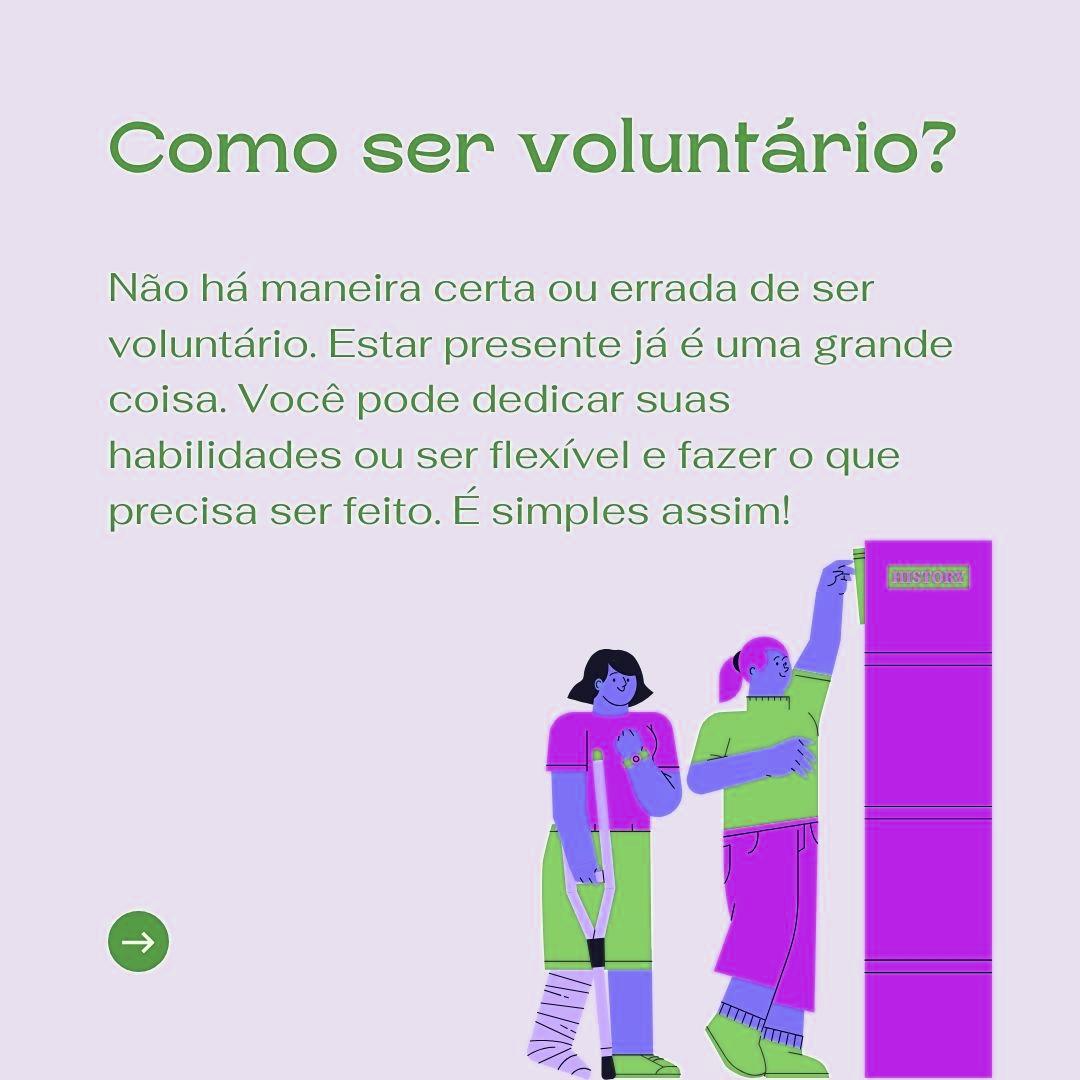 Como ser voluntário?
Não há maneira certa ou errada de ser
voluntário. Estar presente já é uma grande
coisa. Você pode dedicar suas
habilidades ou ser flexível e fazer o que
precisa ser feito. É simples assim!
HISTORY